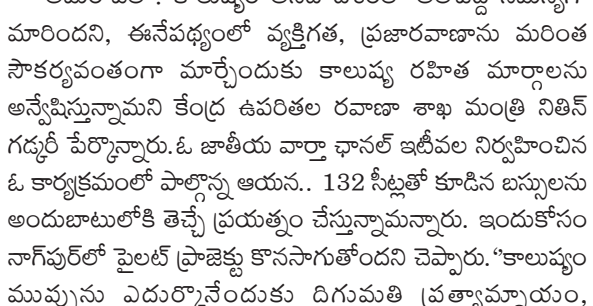 మారిందని, ఈనేపథ్యంలో వ్యక్తిగత, ప్రజారవాణాను మరింత
సౌకర్యవంతంగా మార్చేందుకు కాలుష్య రహిత మార్గాలను
అన్వేషిస్తున్నామని కేంద్ర ఉపరితల రవాణా శాఖ మంత్రి నితిన్
గడ్కరీ పేర్కొన్నారు.ఓ జాతీయ వార్తా ఛానల్ ఇటీవల నిర్వహించిన
ఓ కార్యక్రమంలో పాల్గొన్న ఆయన.. 132 సీట్లతో కూడిన బస్సులను
అందుబాటులోకి తెచ్చే ప్రయత్నం చేస్తున్నామన్నారు. ఇందుకోసం
నాగ్‌పుర్‌లో పైలట్ ప్రాజెక్టు కొనసాగుతోందని చెప్పారు.‘‘కాలుష్యం
ముప్పును ఎదుర్కొనేందుకు దిగుమతి ప్రత్యామ్నాయం,